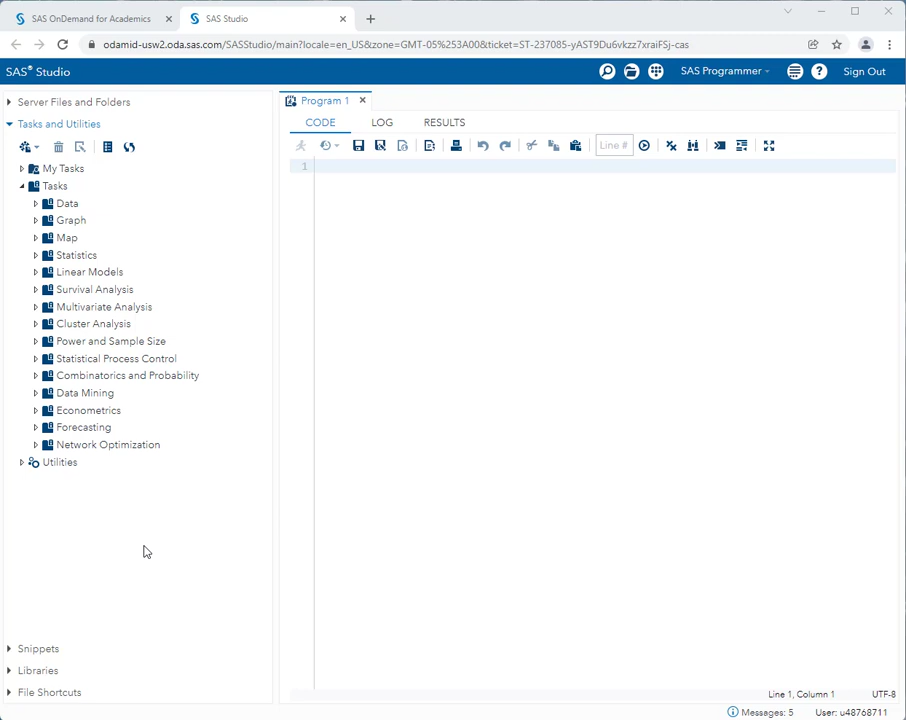 SAS OnDemand for Academics
SAS Studio
odamid-usw2.oda.sas.com/SASStudio/main?locale=en_US&zone=GMT-05%253A00&ticket=ST-237085-yAST9Du6vkzz7xraiFSj-cas
SAS® Studio
SAS Programmer
Sign Out
Server Files and Folders
Tasks and Utilities
My Tasks
Tasks
Data
Graph
Map
Statistics
Linear Models
Survival Analysis
Multivariate Analysis
Cluster Analysis
Power and Sample Size
Statistical Process Control
Combinatorics and Probability
Data Mining
Econometrics
Forecasting
Network Optimization
Utilities
Snippets
Libraries
File Shortcuts
Program 1
CODE LOG RESULTS
Line #
1
Line 1, Column 1 UTF-8
Messages: 5 User: u48768711